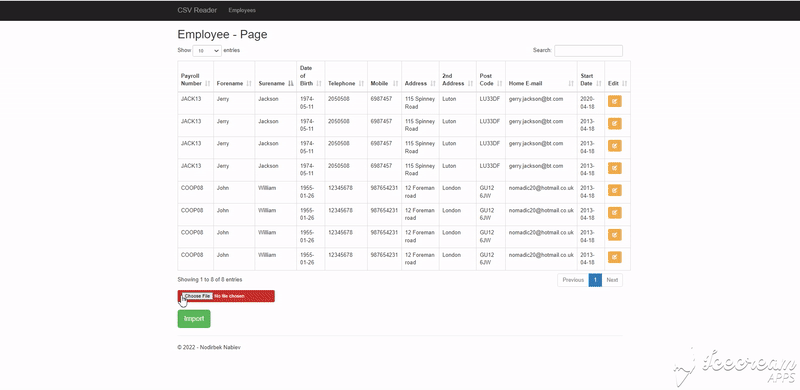 CSV Reader Employees
Employee - Page
Show 10 entries Search:
Payroll Number Forename Surename Date of Birth Telephone Mobile Address 2nd Address Post Code Home E-mail Start Date Edit
JACK13 Jerry Jackson 1974-05-11 2050508 6987457 115 Spinney Road Luton LU33DF gerry.jackson@bt.com 2020-04-18
JACK13 Jerry Jackson 1974-05-11 2050508 6987457 115 Spinney Road Luton LU33DF gerry.jackson@bt.com 2013-04-18
JACK13 Jerry Jackson 1974-05-11 2050508 6987457 115 Spinney Road Luton LU33DF gerry.jackson@bt.com 2013-04-18
JACK13 Jerry Jackson 1974-05-11 2050508 6987457 115 Spinney Road Luton LU33DF gerry.jackson@bt.com 2013-04-18
COOP08 John William 1955-01-26 12345678 987654231 12 Foreman road London GU12 6JW nomadic20@hotmail.co.uk 2013-04-18
COOP08 John William 1955-01-26 12345678 987654231 12 Foreman road London GU12 6JW nomadic20@hotmail.co.uk 2013-04-18
COOP08 John William 1955-01-26 12345678 987654231 12 Foreman road London GU12 6JW nomadic20@hotmail.co.uk 2013-04-18
COOP08 John William 1955-01-26 12345678 987654231 12 Foreman road London GU12 6JW nomadic20@hotmail.co.uk 2013-04-18
Showing 1 to 8 of 8 entries Previous 1 Next
Choose File No file chosen
Import
© 2022 - Nodirbek Nabiev
Icecream
APPS